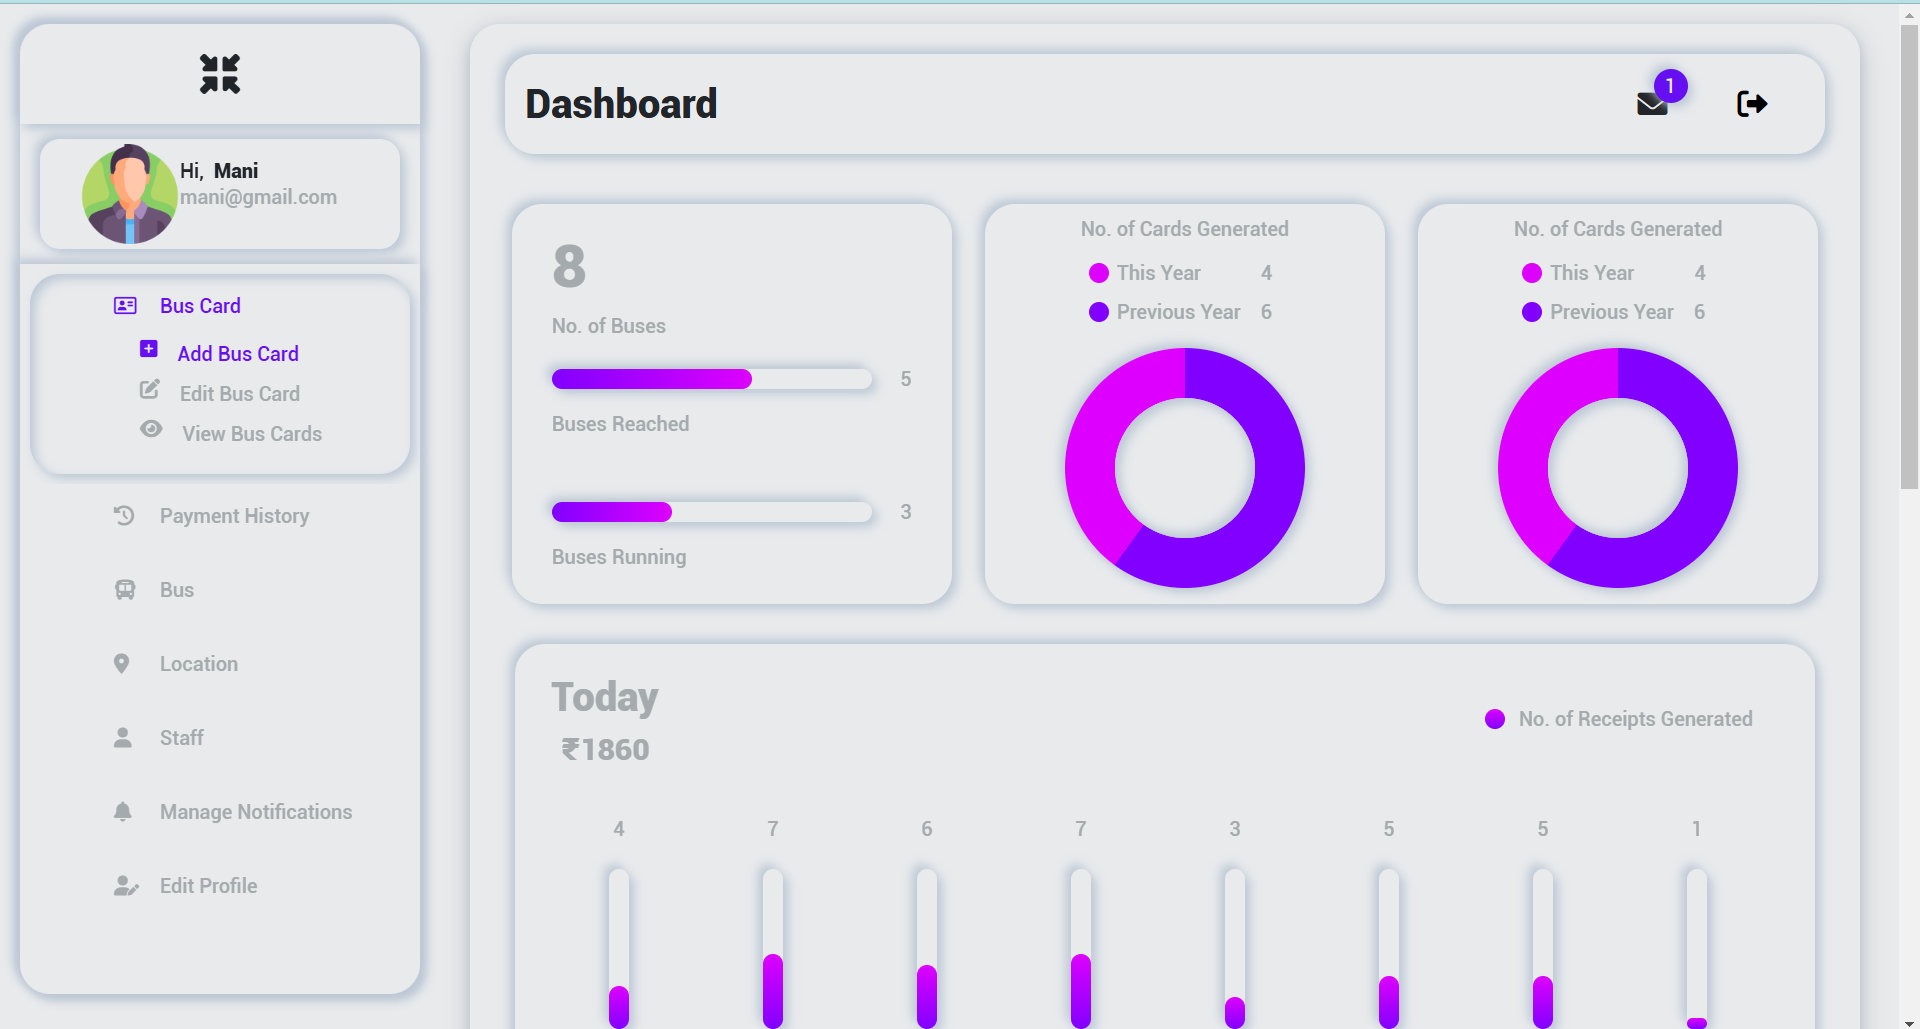 Hi, Mani
mani@gmail.com
Bus Card
Add Bus Card
Edit Bus Card
View Bus Cards
Payment History
Bus
Location
Staff
Manage Notifications
Edit Profile
Dashboard
1
8
No. of Buses
5
Buses Reached
3
Buses Running
No. of Cards Generated
This Year 4
Previous Year 6
No. of Cards Generated
This Year 4
Previous Year 6
Today
₹1860
No. of Receipts Generated
4 7 6 7 3 5 5 1